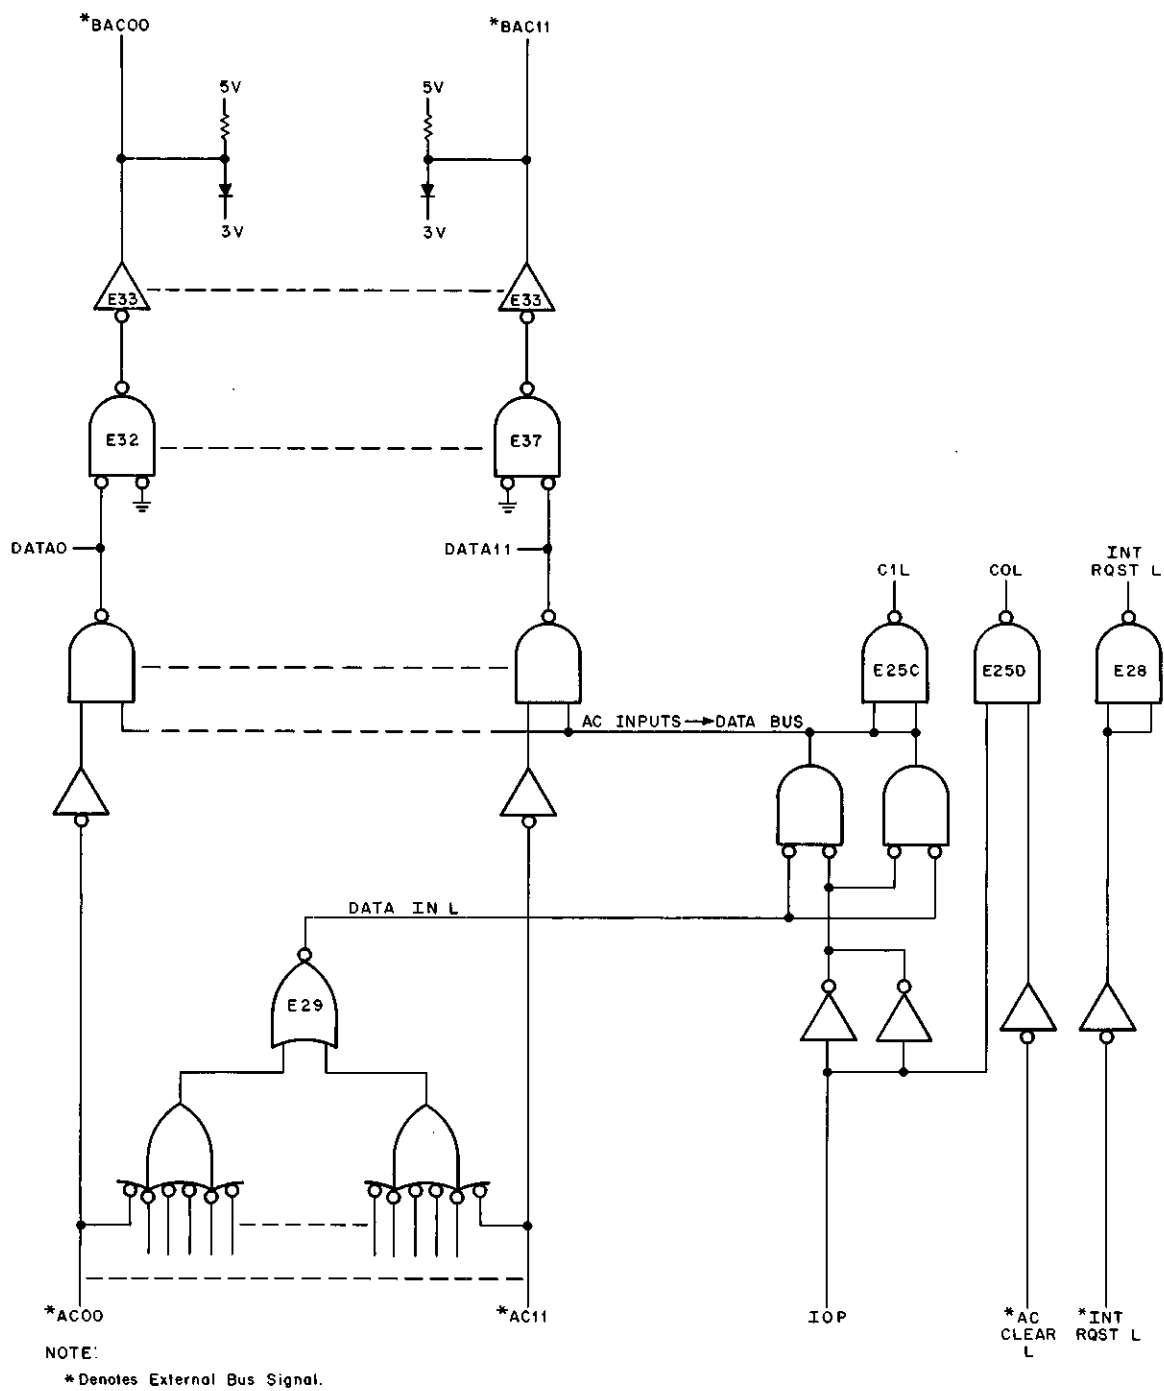 *BAC00
*BAC11
5V
5V
3V
3V
E33
E33
E32
E37
DATA0
DATA11
C1L
C0L
INT
RQST L
E25C
E25D
E28
AC INPUTS→DATA BUS
DATA IN L
E29
*AC00
*AC11
IOP
*AC
CLEAR
L
*INT
RQST L
NOTE:
*Denotes External Bus Signal.